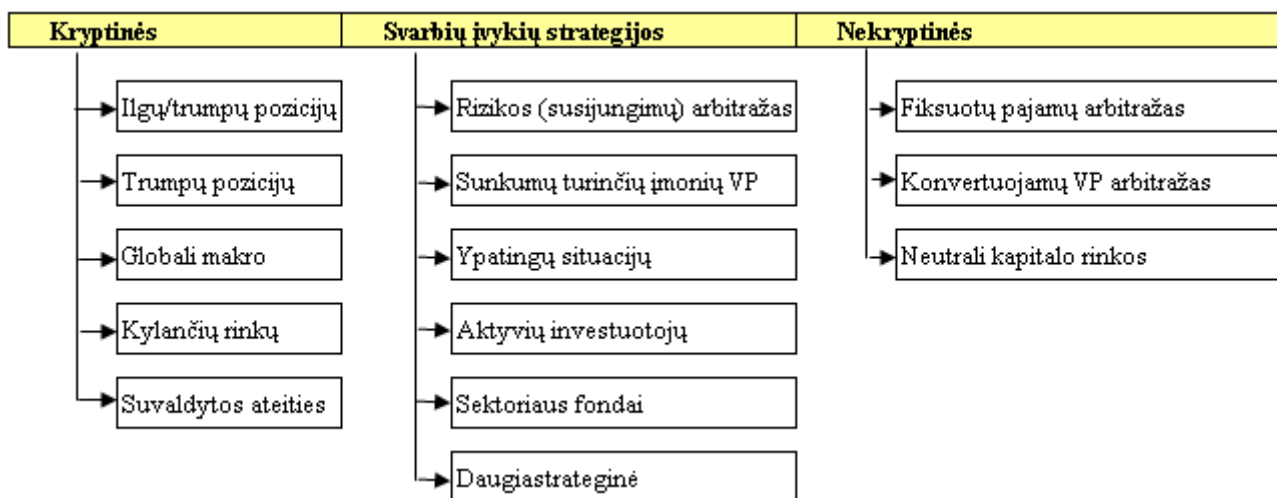 Kryptinės
Svarbių įvykių strategijos
Nekryptinės
Ilgų/trumpų pozicijų
Trumpų pozicijų
Globali makro
Kylančių rinkų
Suvaldytos ateities
Rizikos (susijungimų) arbitražas
Sunkumų turinčių įmonių VP
Ypatingų situacijų
Aktyvių investuotojų
Sektoriaus fondai
Daugiastrateginė
Fiksuotų pajamų arbitražas
Konvertuojamų VP arbitražas
Neutrali kapitalo rinkos